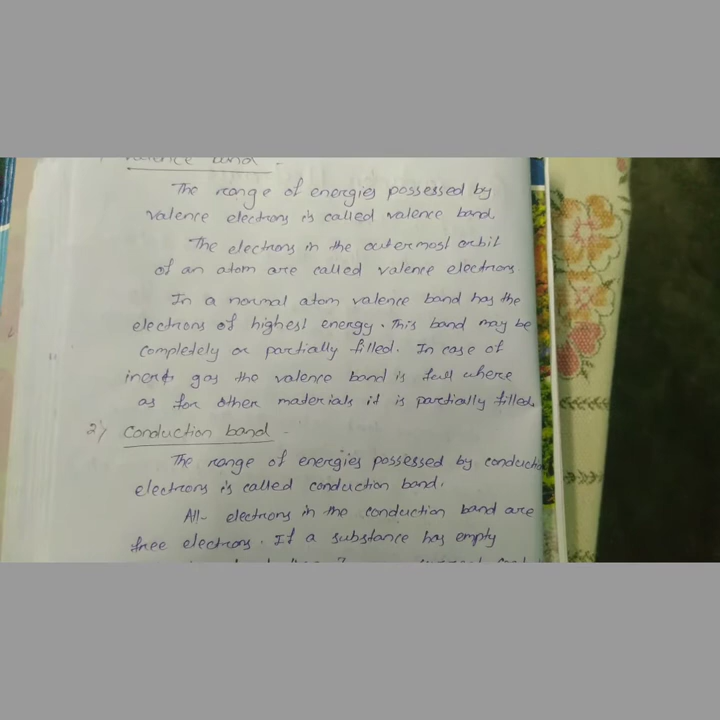 Valence band -
The range of energies possessed by
valence electrons is called valence band.
The electrons in the outermost orbit
of an atom are called valence electrons.
In a normal atom valence band has the
electrons of highest energy. This band may be
completely or partially filled. In case of
inert gas the valence band is full where
as for other materials it is partially filled.
2) Conduction band -
The range of energies possessed by conductio
electrons is called conduction band.
All electrons in the conduction band are
free electrons. If a substance has empty